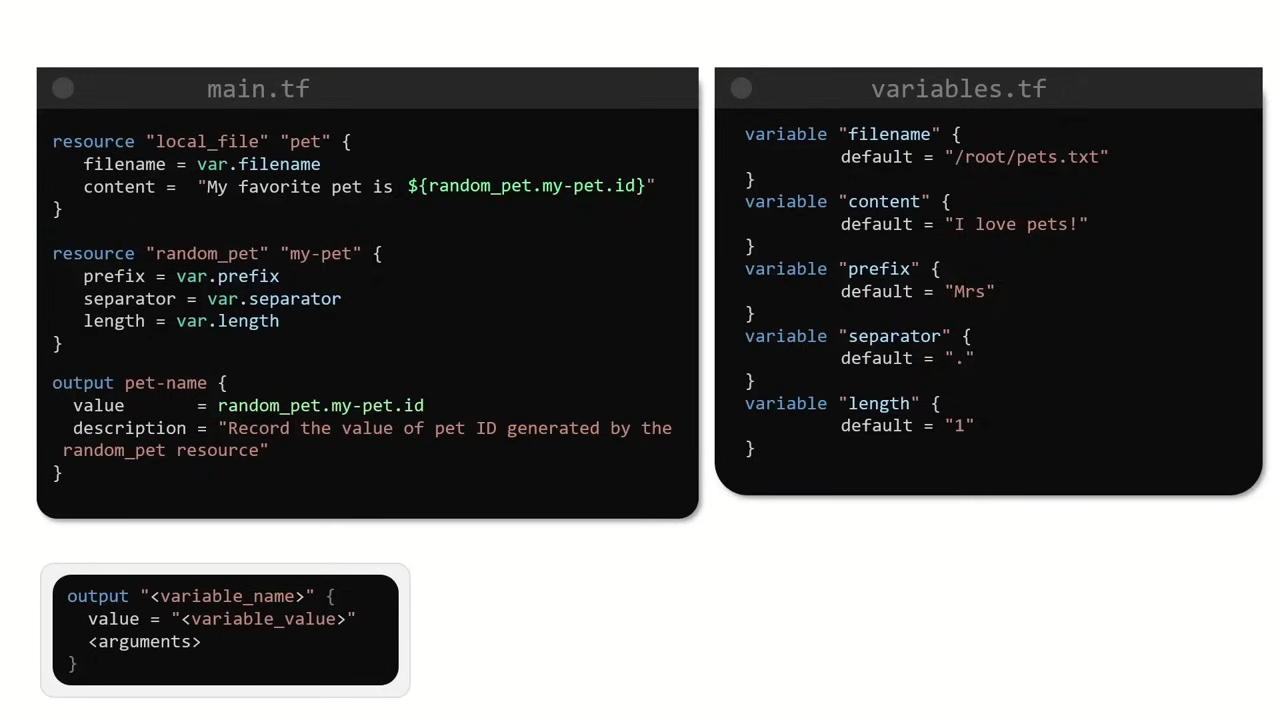 main.tf
resource "local_file" "pet" {
filename = var.filename
content = "My favorite pet is ${random_pet.my-pet.id}"
}
resource "random_pet" "my-pet" {
prefix = var.prefix
separator = var.separator
length = var.length
}
output pet-name {
value = random_pet.my-pet.id
description = "Record the value of pet ID generated by the
random_pet resource"
}
variables.tf
variable "filename" {
default = "/root/pets.txt"
}
variable "content" {
default = "I love pets!"
}
variable "prefix" {
default = "Mrs"
}
variable "separator" {
default = "."
}
variable "length" {
default = "1"
}
output "<variable_name>" {
value = "<variable_value>"
<arguments>
}